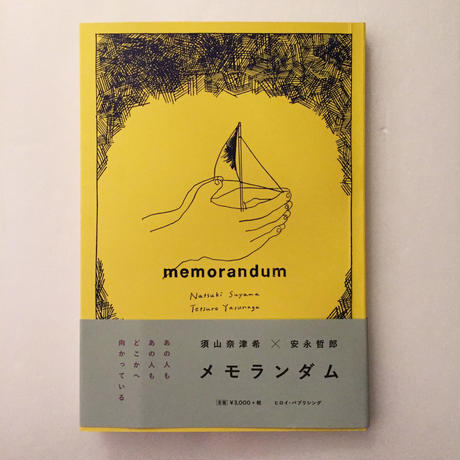 memorandum
Natsuki Suyama
Tetsuro Yasunaga
須山奈津希 × 安永哲郎
メモランダム
あの人も
あの人も
どこかへ
向かっている
¥3,000+税
ヒロイ・パブリシング